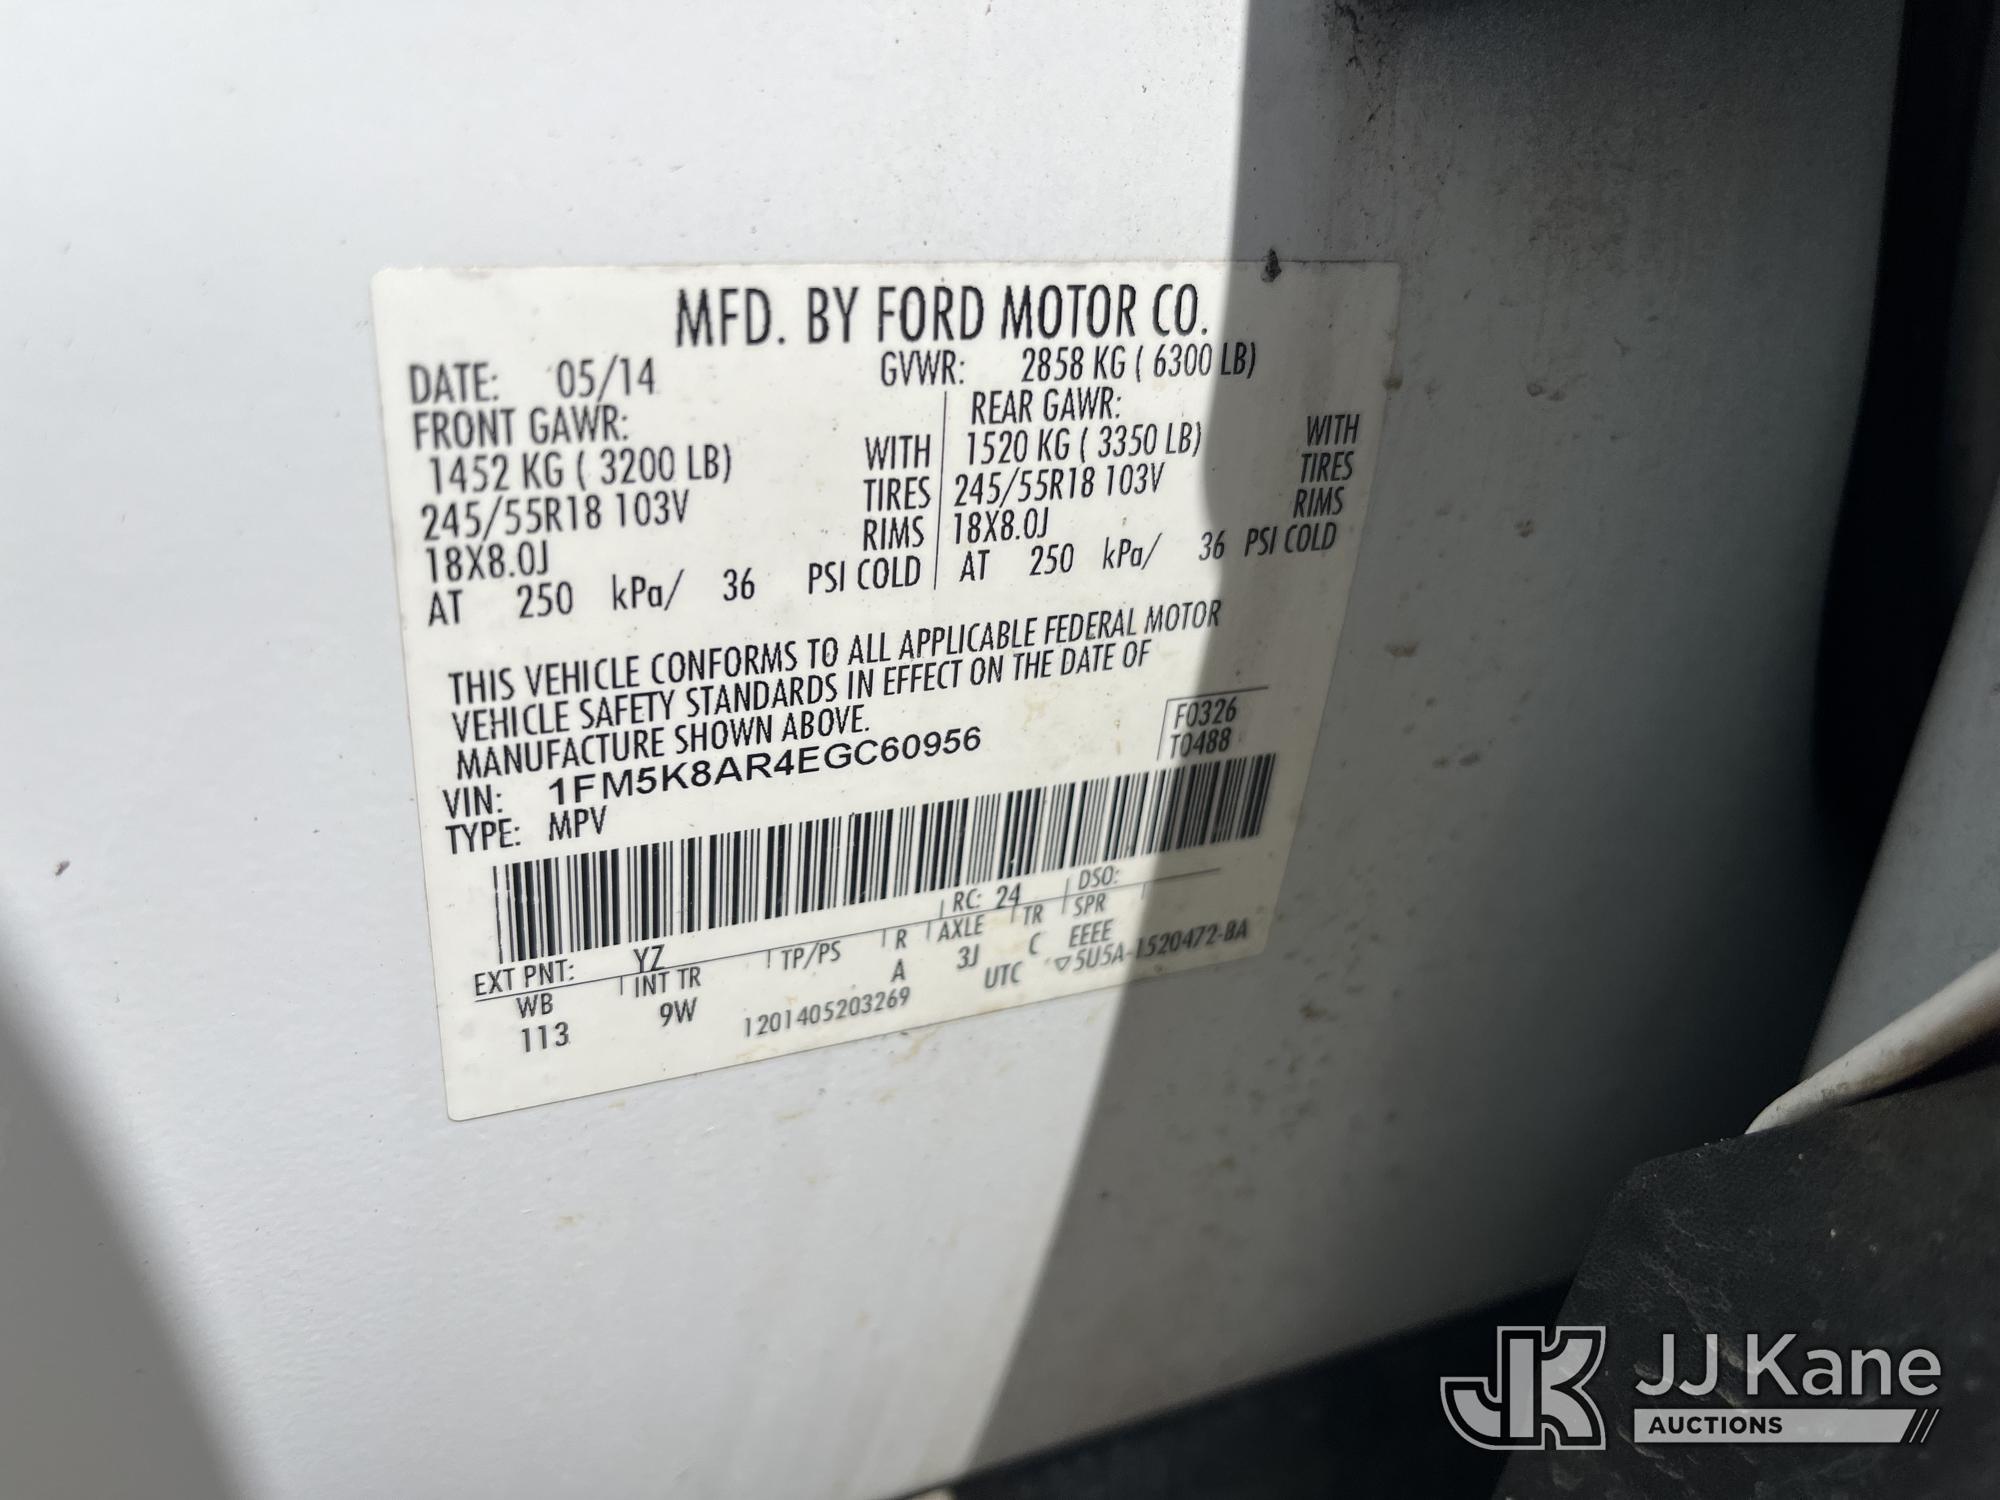 MFD. BY FORD MOTOR CO.
DATE: 05/14 GVWR: 2858 KG ( 6300 LB)
FRONT GAWR: REAR GAWR:
1452 KG ( 3200 LB) WITH 1520 KG ( 3350 LB) WITH
245/55R18 103V TIRES 245/55R18 103V TIRES
18X8.0J RIMS 18X8.0J RIMS
AT 250 kPa/ 36 PSI COLD AT 250 kPa/ 36 PSI COLD
THIS VEHICLE CONFORMS TO ALL APPLICABLE FEDERAL MOTOR
VEHICLE SAFETY STANDARDS IN EFFECT ON THE DATE OF
MANUFACTURE SHOWN ABOVE.
F0326
VIN: 1FM5K8AR4EGC60956 T0488
TYPE: MPV
EXT PNT: YZ RC: 24 DSO:
WB INT TR TP/PS R AXLE TR SPR
113 9W A 3J C EEEE
1201405203269 UTC ▽5U5A-1520472-BA
JK JJ Kane
AUCTIONS